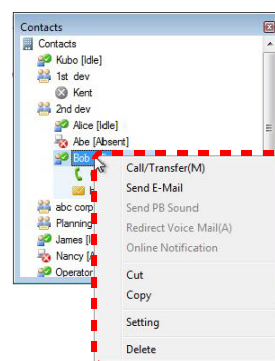 Contacts
Contacts
Kubo [Idle]
1st dev
Kent
2nd dev
Alice [Idle]
Abe [Absent]
Bob
abc corp
Planning
James [I
Nancy [A
Operator
Call/Transfer(M)
Send E-Mail
Send PB Sound
Redirect Voice Mail(A)
Online Notification
Cut
Copy
Setting
Delete